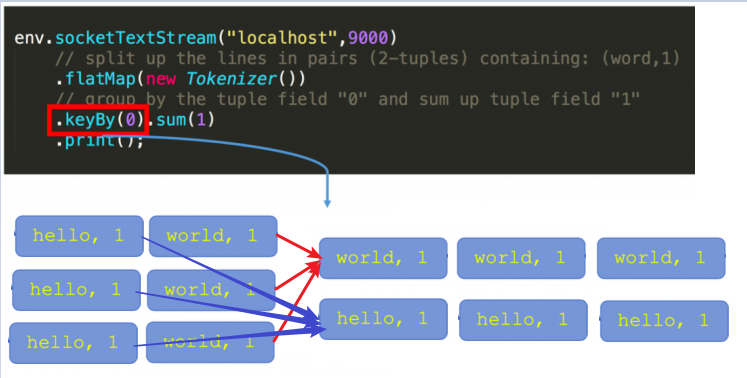 env.socketTextStream("localhost",9000)
// split up the lines in pairs (2-tuples) containing: (word,1)
.flatMap(new Tokenizer())
// group by the tuple field "0" and sum up tuple field "1"
.keyBy(0).sum(1)
.print();
hello, 1 world, 1
world, 1 world, 1 world, 1
hello, 1 world, 1
hello, 1 hello, 1 hello, 1
hello, 1 world, 1